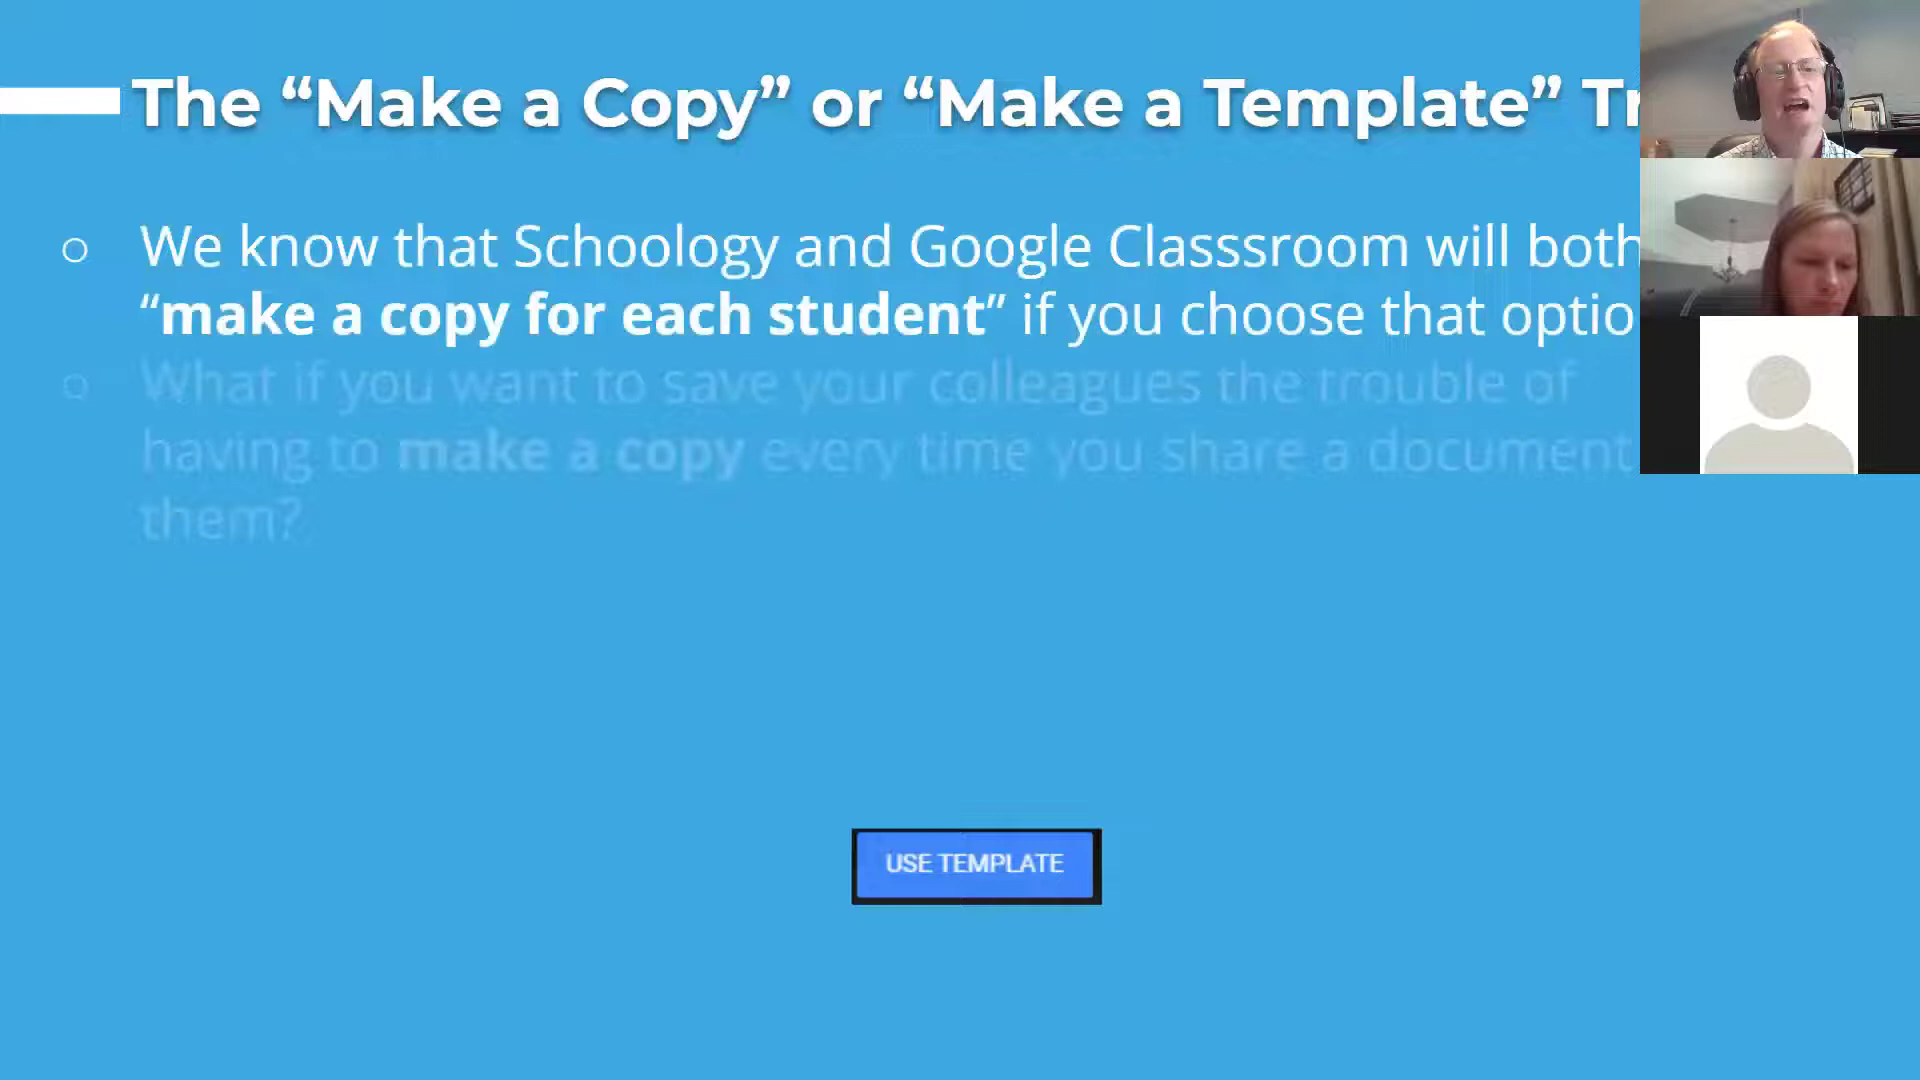 The “Make a Copy” or “Make a Template” Tr
○ We know that Schoology and Google Classsroom will both
“make a copy for each student” if you choose that optio
○ What if you want to save your colleagues the trouble of
having to make a copy every time you share a document
them?
USE TEMPLATE